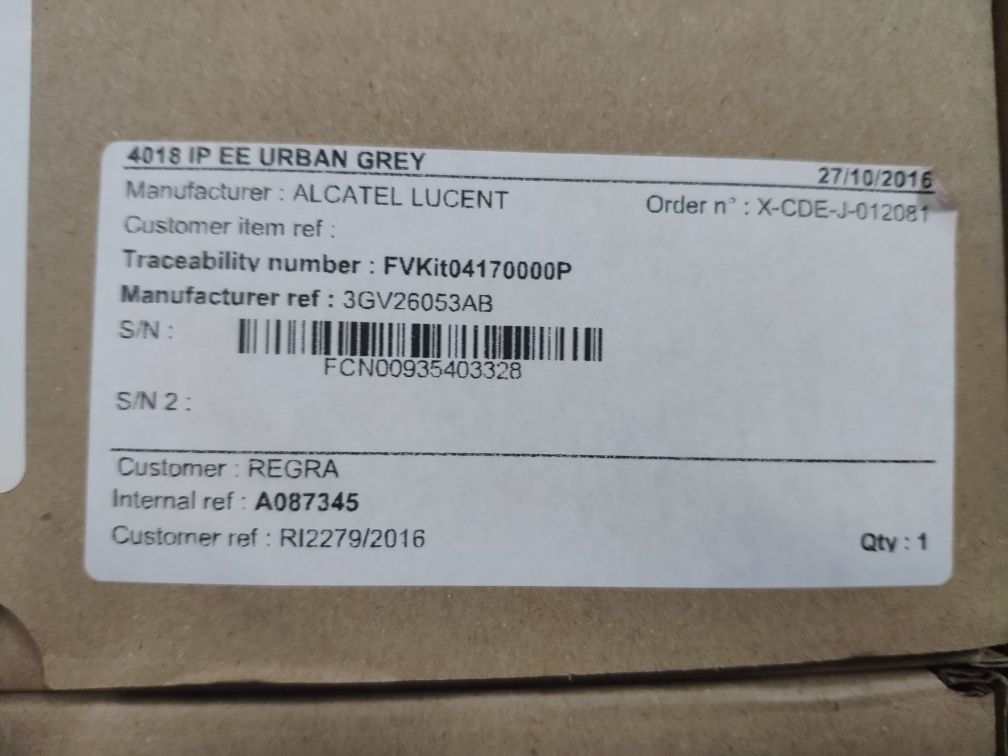 4018 IP EE URBAN GREY
27/10/2016
Manufacturer : ALCATEL LUCENT
Order n° : X-CDE-J-012081
Customer item ref :
Traceability number : FVKit04170000P
Manufacturer ref : 3GV26053AB
S/N :
FCN00935403328
S/N 2 :
Customer : REGRA
Internal ref : A087345
Customer ref : RI2279/2016
Qty : 1